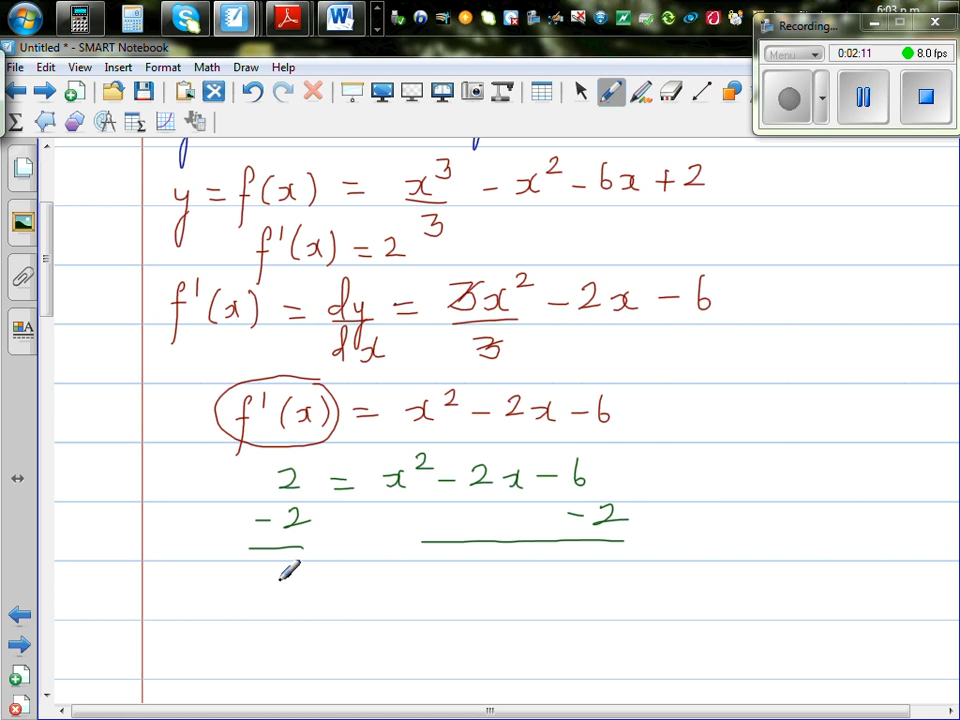 6:03 p.m.
Recording...
Menu
0:02:11
8.0 fps
Untitled * - SMART Notebook
File Edit View Insert Format Math Draw Help
y = f(x) = x³/3 - x² - 6x + 2
f'(x) = 2
f'(x) = dy/dx = 3x²/3 - 2x - 6
f'(x) = x² - 2x - 6
2 = x² - 2x - 6
- 2 - 2